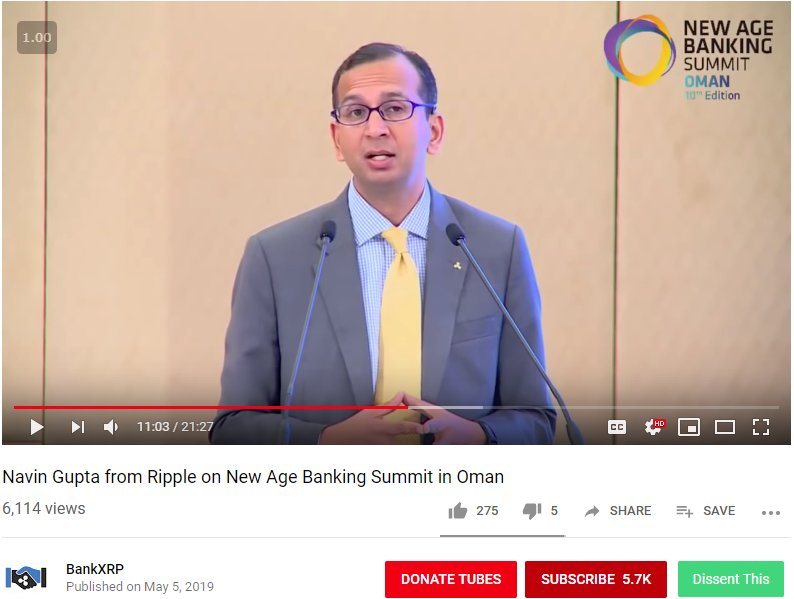 1.00
NEW AGE
BANKING
SUMMIT
OMAN
10th Edition
11:03 / 21:27
CC
HD
Navin Gupta from Ripple on New Age Banking Summit in Oman
6,114 views
275
5
SHARE
SAVE
BankXRP
Published on May 5, 2019
DONATE TUBES
SUBSCRIBE 5.7K
Dissent This